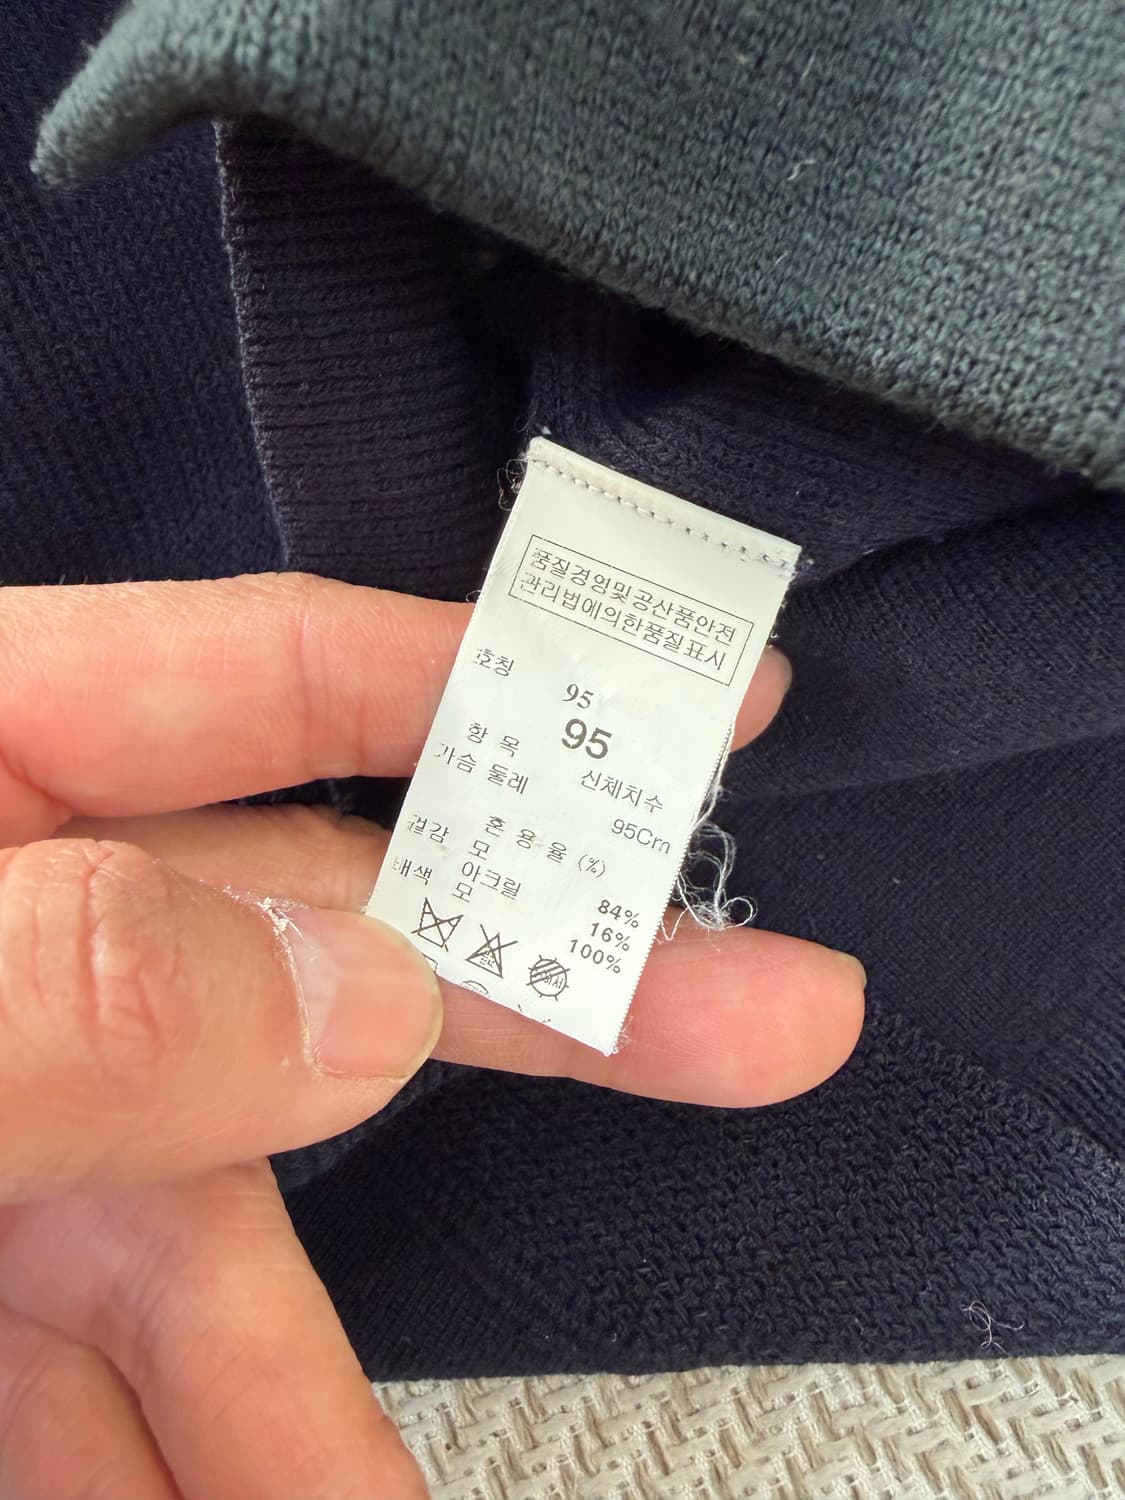 품질경영및공산품안전
관리법에의한품질표시
호칭
95
95
항 목 신체치수
가슴 둘레 95Cm
혼 용 율 (%)
겉감 모 84%
아크릴 16%
배색 모 100%